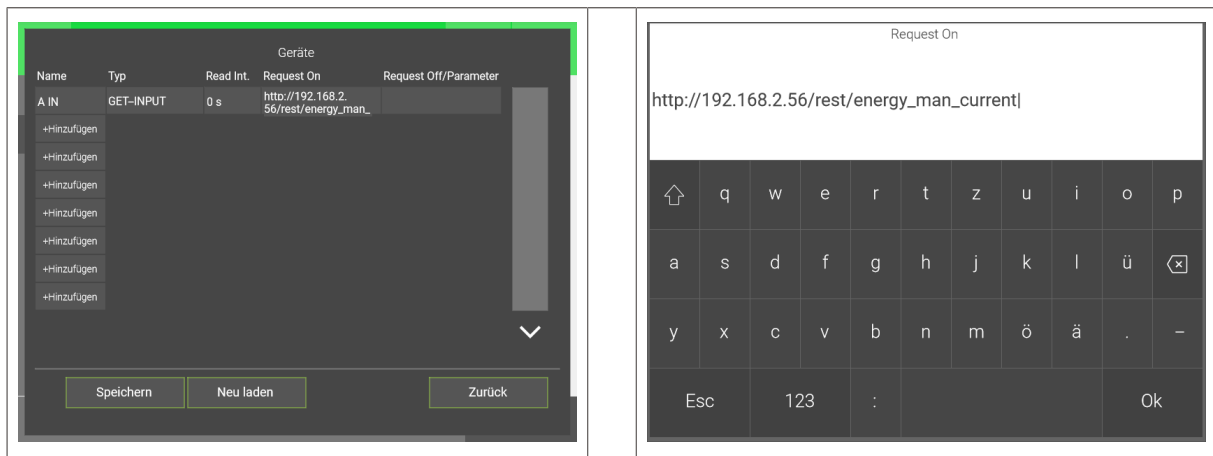 Geräte
Name Typ Read Int. Request On Request Off/Parameter
A IN GET–INPUT 0 s http://192.168.2.
56/rest/energy_man_
+Hinzufügen
+Hinzufügen
+Hinzufügen
+Hinzufügen
+Hinzufügen
+Hinzufügen
+Hinzufügen
Speichern Neu laden Zurück
Request On
http://192.168.2.56/rest/energy_man_current
q w e r t z u i o p
a s d f g h j k l ü
y x c v b n m ö ä . –
Esc 123 : Ok